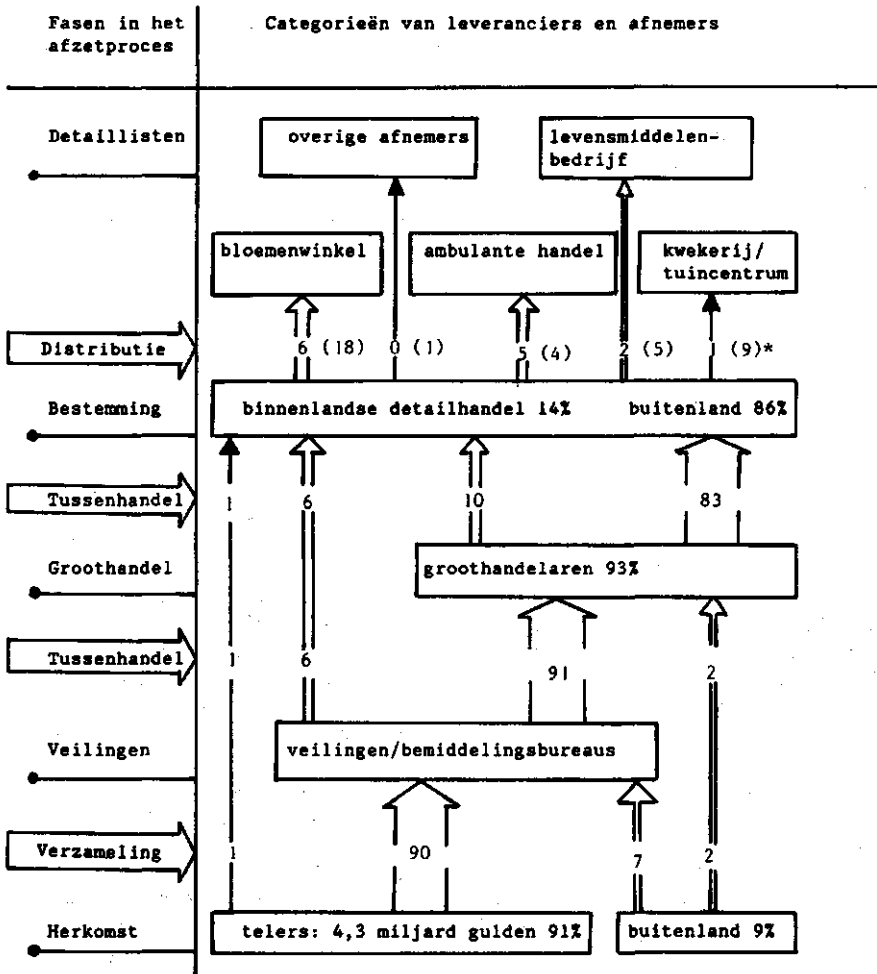 Fasen in het
afzetproces
Categorieën van leveranciers en afnemers
Detaillisten
overige afnemers
levensmiddelen-
bedrijf
bloemenwinkel
ambulante handel
kwekerij/
tuincentrum
Distributie
6 (18) 0 (1) 5 (4) 2 (5) 1 (9)*
Bestemming
binnenlandse detailhandel 14% buitenland 86%
Tussenhandel
1 6 10 83
Groothandel
groothandelaren 93%
Tussenhandel
1 6 91 2
Veilingen
veilingen/bemiddelingsbureaus
Verzameling
1 90 7 2
Herkomst
telers: 4,3 miljard gulden 91%
buitenland 9%